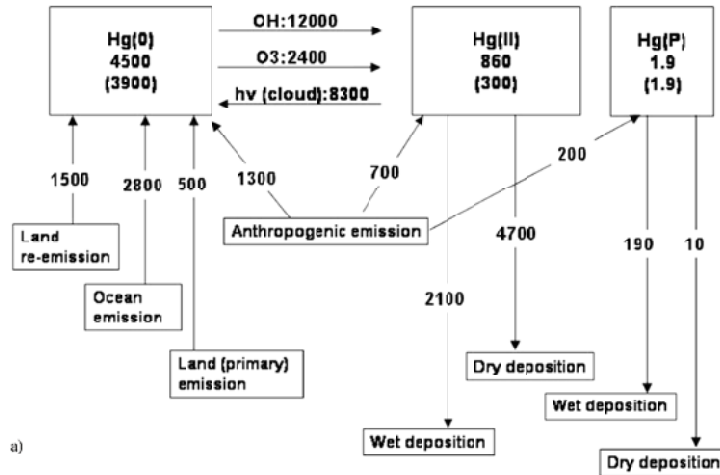 Hg(0)
4500
(3900)
OH:12000
O3:2400
hv (cloud):8300
Hg(II)
860
(300)
Hg(P)
1.9
(1.9)
1500
2800
500
1300
700
200
Land
re-emission
Ocean
emission
Land (primary)
emission
Anthropogenic emission
2100
4700
190
10
Dry deposition
Wet deposition
Wet deposition
Dry deposition
a)